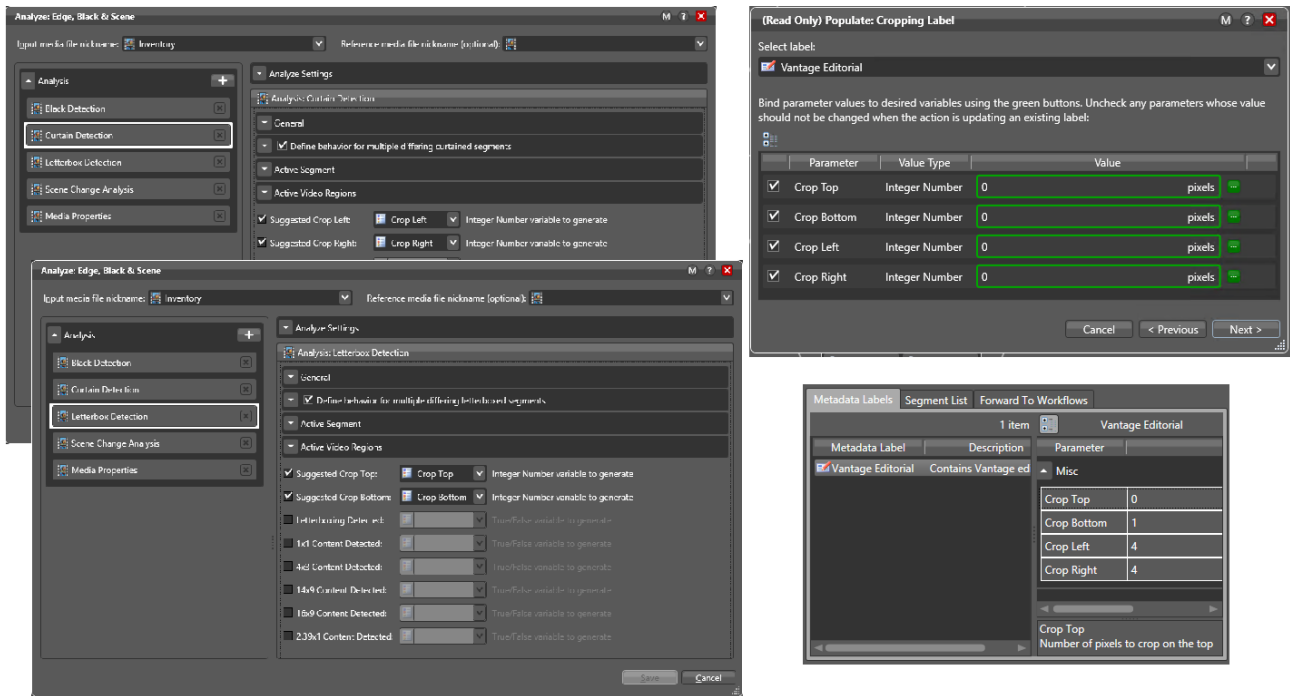 Analyze: Edge, Black & Scene
M ? X
Input media file nickname: Inventory
Reference media file nickname (optional):
Analysis
+
Black Detection
Curtain Detection
Letterbox Detection
Scene Change Analysis
Media Properties
Analyze Settings
Analysis: Curtain Detection
General
Define behavior for multiple differing curtained segments
Active Segment
Active Video Regions
Suggested Crop Left: Crop Left Integer Number variable to generate
Suggested Crop Right: Crop Right Integer Number variable to generate
Analyze: Edge, Black & Scene
M ? X
Input media file nickname: Inventory
Reference media file nickname (optional):
Analysis
+
Black Detection
Curtain Detection
Letterbox Detection
Scene Change Analysis
Media Properties
Analyze Settings
Analysis: Letterbox Detection
General
Define behavior for multiple differing letterboxed segments
Active Segment
Active Video Regions
Suggested Crop Top: Crop Top Integer Number variable to generate
Suggested Crop Bottom: Crop Bottom Integer Number variable to generate
Letterboxing Detected: True/False variable to generate
1x1 Content Detected: True/False variable to generate
4x3 Content Detected: True/False variable to generate
14x9 Content Detected: True/False variable to generate
16x9 Content Detected: True/False variable to generate
2.39x1 Content Detected: True/False variable to generate
Save Cancel
(Read Only) Populate: Cropping Label
M ? X
Select label:
Vantage Editorial
Bind parameter values to desired variables using the green buttons. Uncheck any parameters whose value
should not be changed when the action is updating an existing label:
Parameter Value Type Value
Crop Top Integer Number 0 pixels
Crop Bottom Integer Number 0 pixels
Crop Left Integer Number 0 pixels
Crop Right Integer Number 0 pixels
Cancel < Previous Next >
Metadata Labels Segment List Forward To Workflows
1 item Vantage Editorial
Metadata Label Description Parameter
Vantage Editorial Contains Vantage ed
Misc
Crop Top 0
Crop Bottom 1
Crop Left 4
Crop Right 4
Crop Top
Number of pixels to crop on the top